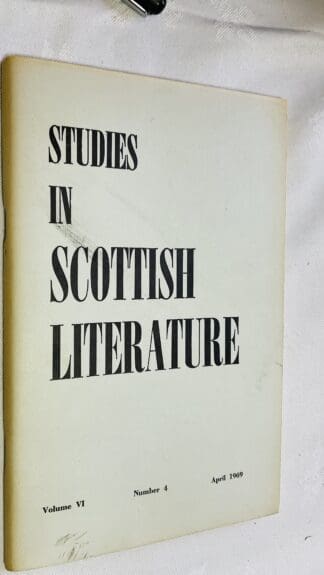 STUDIES
IN
SCOTTISH
LITERATURE
Volume VI Number 4 April 1969